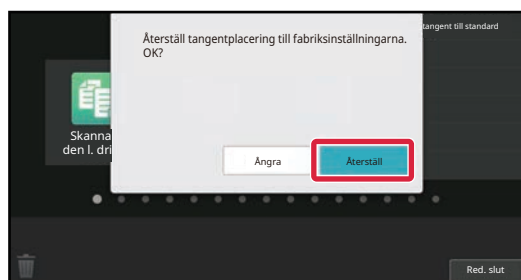 tangent till standard
Återställ tangentplacering till fabriksinställningarna.
OK?
Skanna
den l. dri
Ångra
Återställ
Red. slut